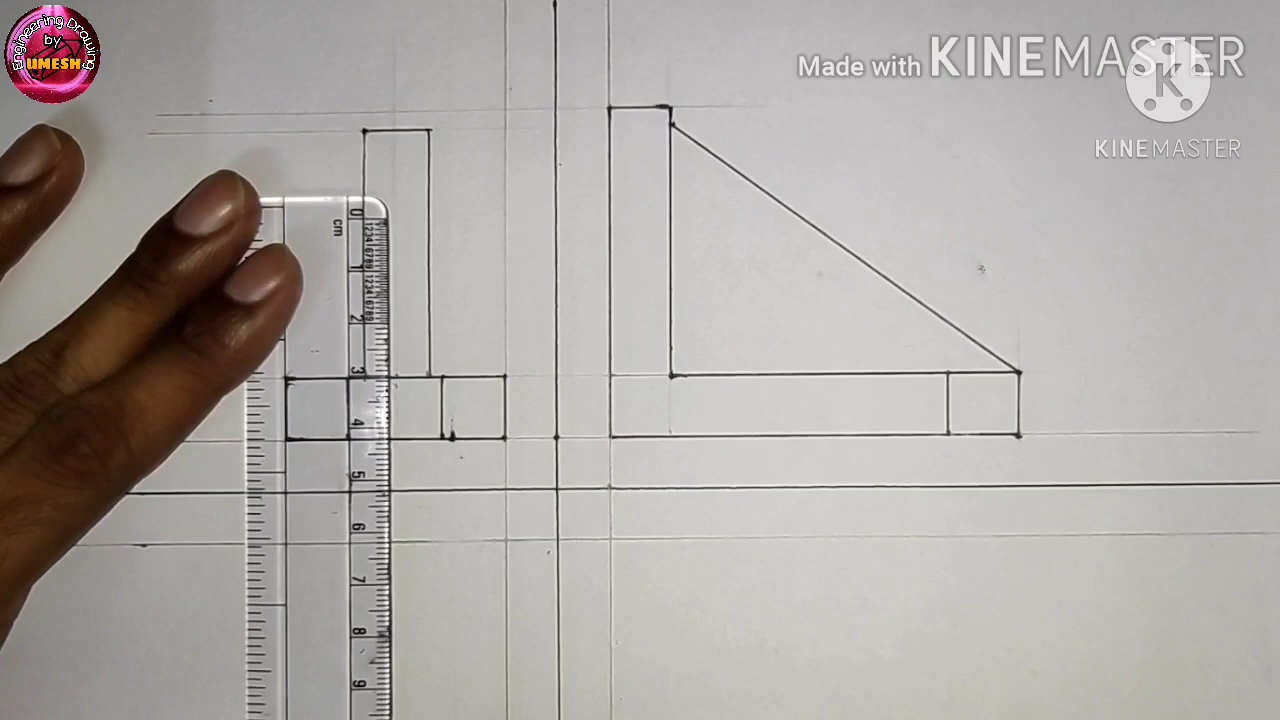 Engineering Drawing
by
UMESH
Made with KINEMASTER
K
KINEMASTER
0
cm
1
2
3
4
5
6
7
8
9